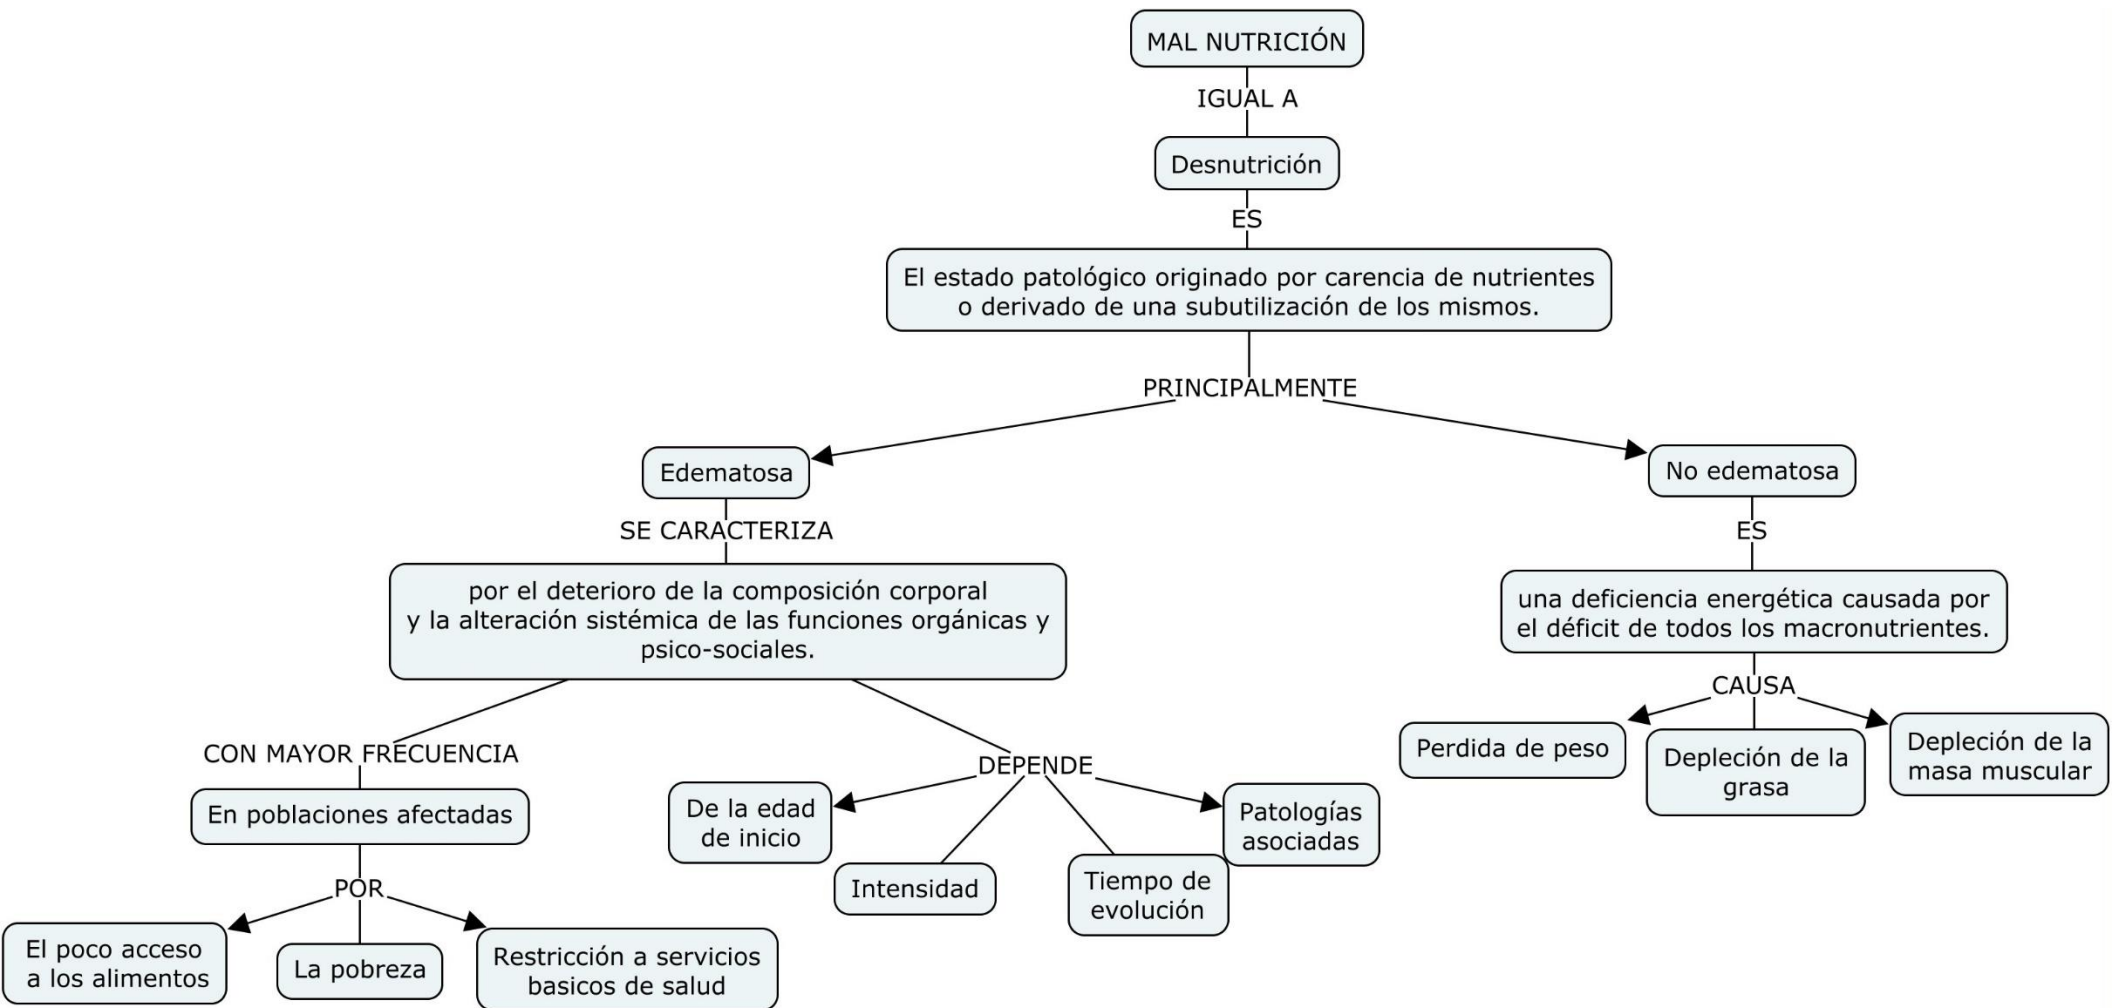 MAL NUTRICIÓN
IGUAL A
Desnutrición
ES
El estado patológico originado por carencia de nutrientes
o derivado de una subutilización de los mismos.
PRINCIPALMENTE
Edematosa
SE CARACTERIZA
por el deterioro de la composición corporal
y la alteración sistémica de las funciones orgánicas y
psico-sociales.
CON MAYOR FRECUENCIA
En poblaciones afectadas
POR
El poco acceso
a los alimentos
La pobreza
Restricción a servicios
basicos de salud
DEPENDE
De la edad
de inicio
Intensidad
Tiempo de
evolución
Patologías
asociadas
No edematosa
ES
una deficiencia energética causada por
el déficit de todos los macronutrientes.
CAUSA
Perdida de peso
Depleción de la
grasa
Depleción de la
masa muscular